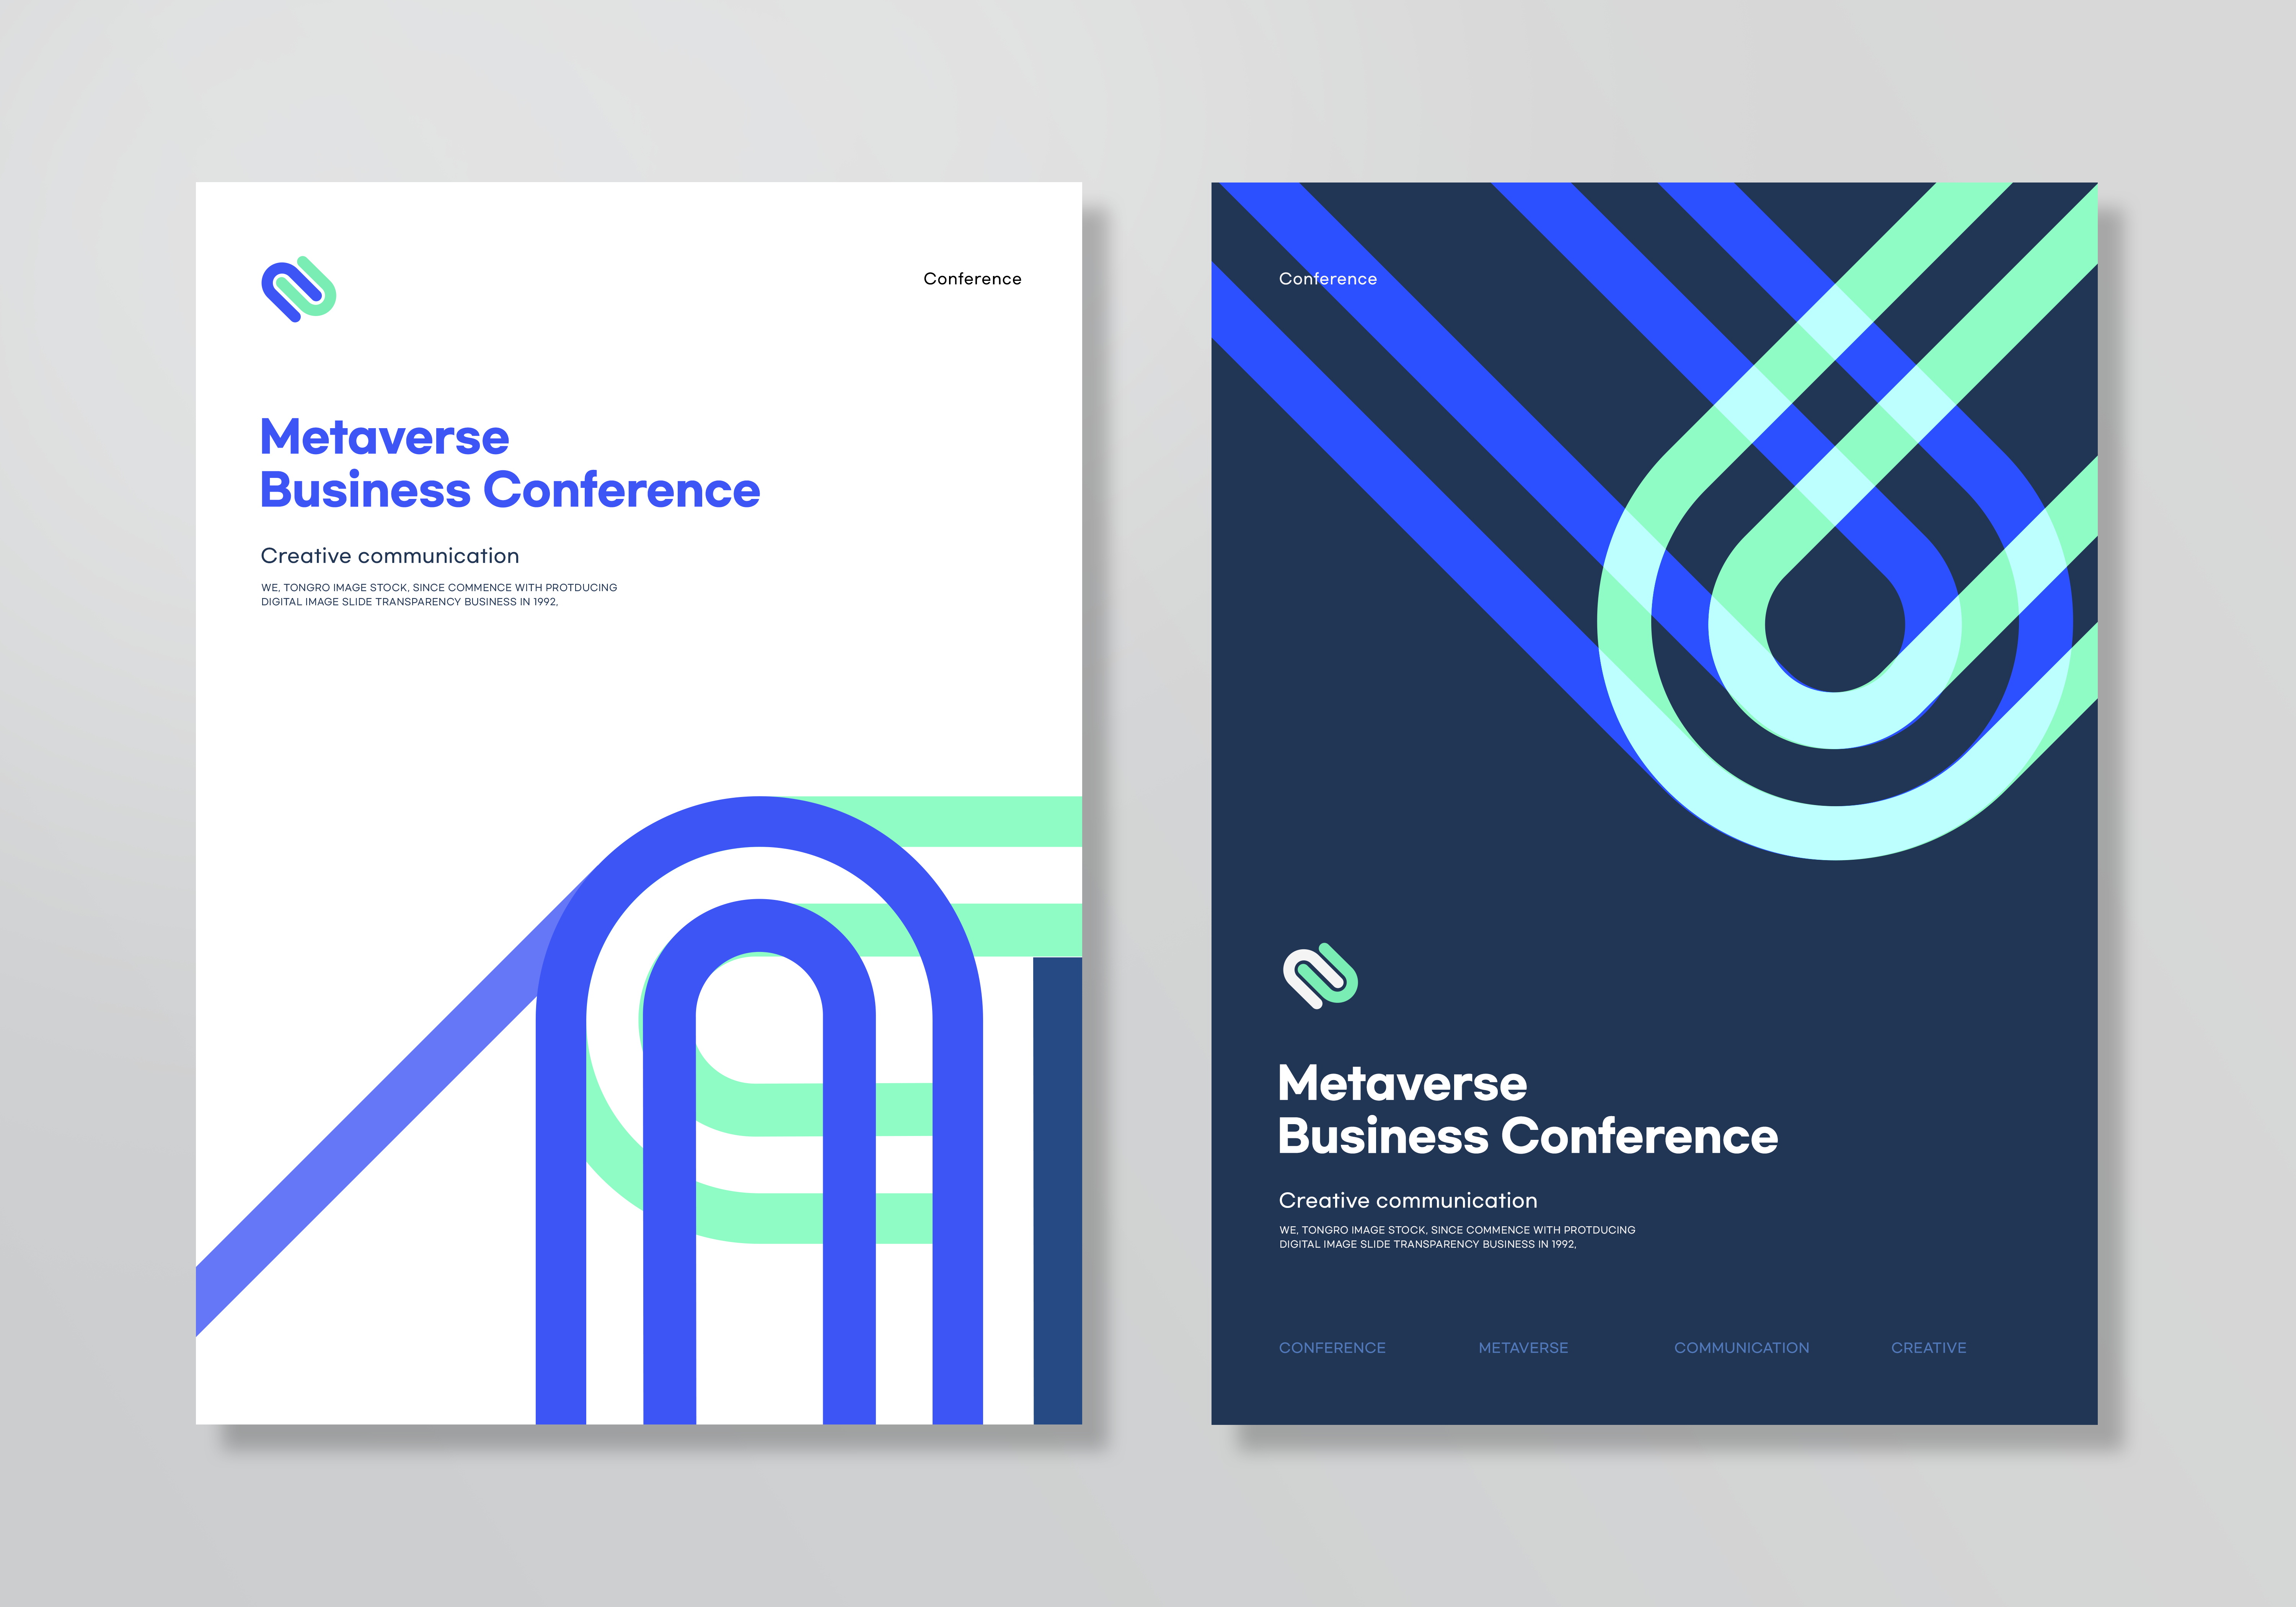 Conference
Metaverse
Business Conference
Creative communication
WE, TONGRO IMAGE STOCK, SINCE COMMENCE WITH PROTDUCING
DIGITAL IMAGE SLIDE TRANSPARENCY BUSINESS IN 1992,
Conference
Metaverse
Business Conference
Creative communication
WE, TONGRO IMAGE STOCK, SINCE COMMENCE WITH PROTDUCING
DIGITAL IMAGE SLIDE TRANSPARENCY BUSINESS IN 1992,
CONFERENCE METAVERSE COMMUNICATION CREATIVE